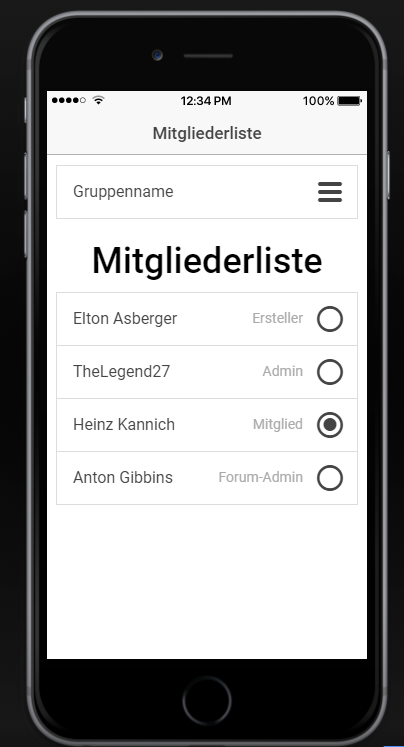 12:34 PM 100%
Mitgliederliste
Gruppenname
Mitgliederliste
Elton Asberger Ersteller
TheLegend27 Admin
Heinz Kannich Mitglied
Anton Gibbins Forum-Admin